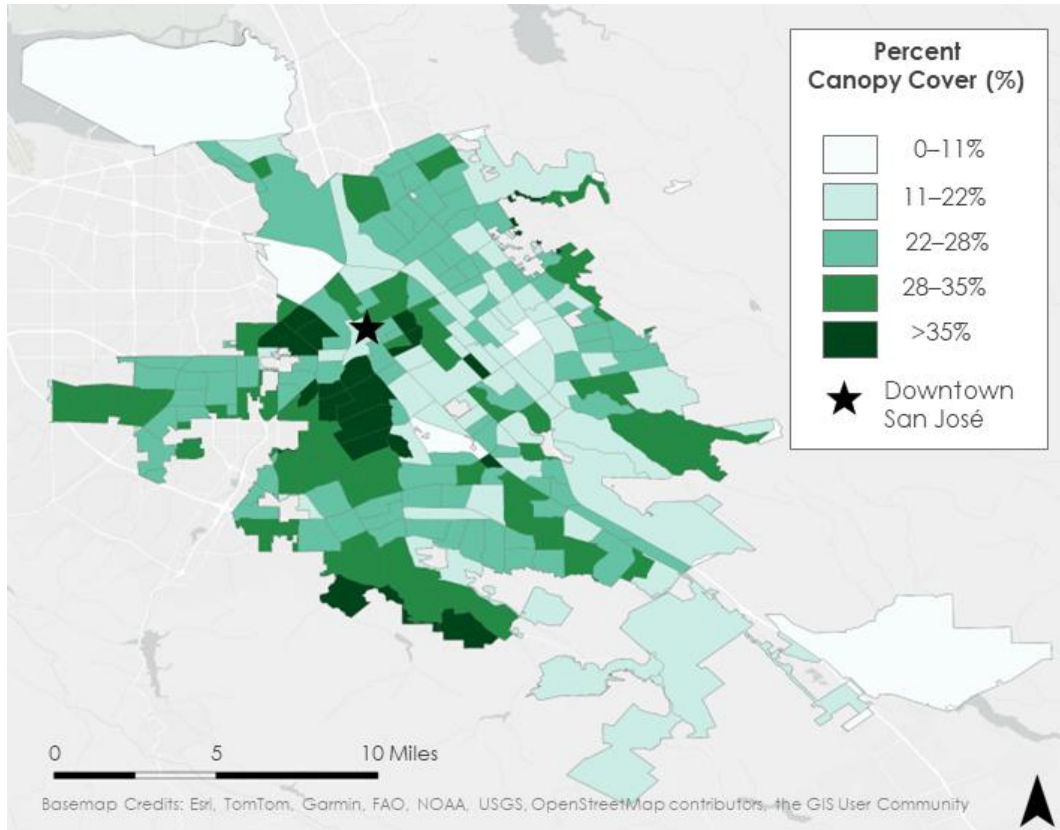 Percent
Canopy Cover (%)
0–11%
11–22%
22–28%
28–35%
>35%
Downtown
San José
0 5 10 Miles
Basemap Credits: Esri, TomTom, Garmin, FAO, NOAA, USGS, OpenStreetMap contributors, the GIS User Community